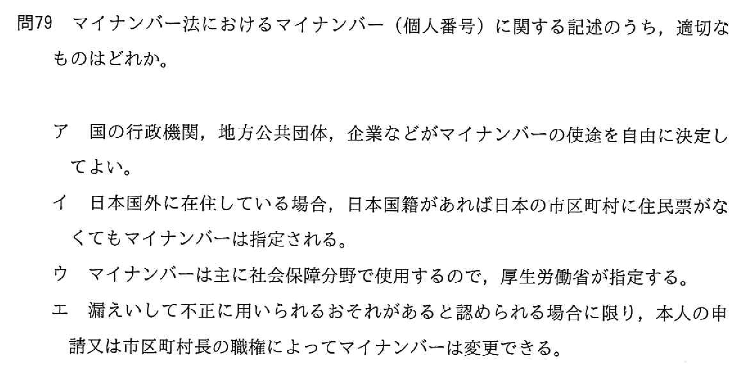 問79 マイナンバー法におけるマイナンバー（個人番号）に関する記述のうち，適切な
ものはどれか。
ア 国の行政機関，地方公共団体，企業などがマイナンバーの使途を自由に決定し
てよい。
イ 日本国外に在住している場合，日本国籍があれば日本の市区町村に住民票がな
くてもマイナンバーは指定される。
ウ マイナンバーは主に社会保障分野で使用するので，厚生労働省が指定する。
エ 漏えいして不正に用いられるおそれがあると認められる場合に限り，本人の申
請又は市区町村長の職権によってマイナンバーは変更できる。